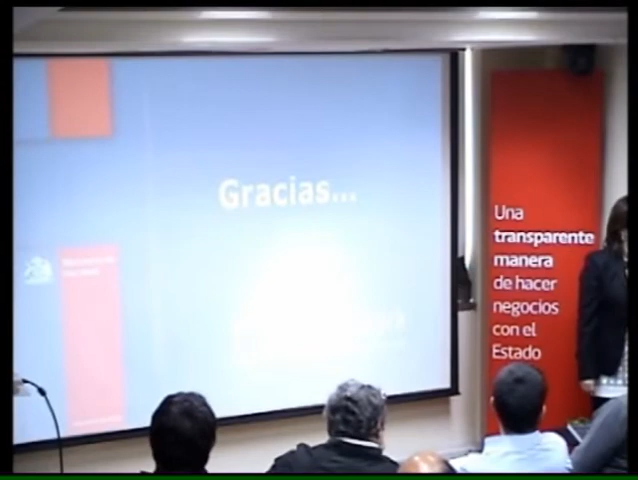 Gracias...
Una
transparente
manera
de hacer
negocios
con el
Estado